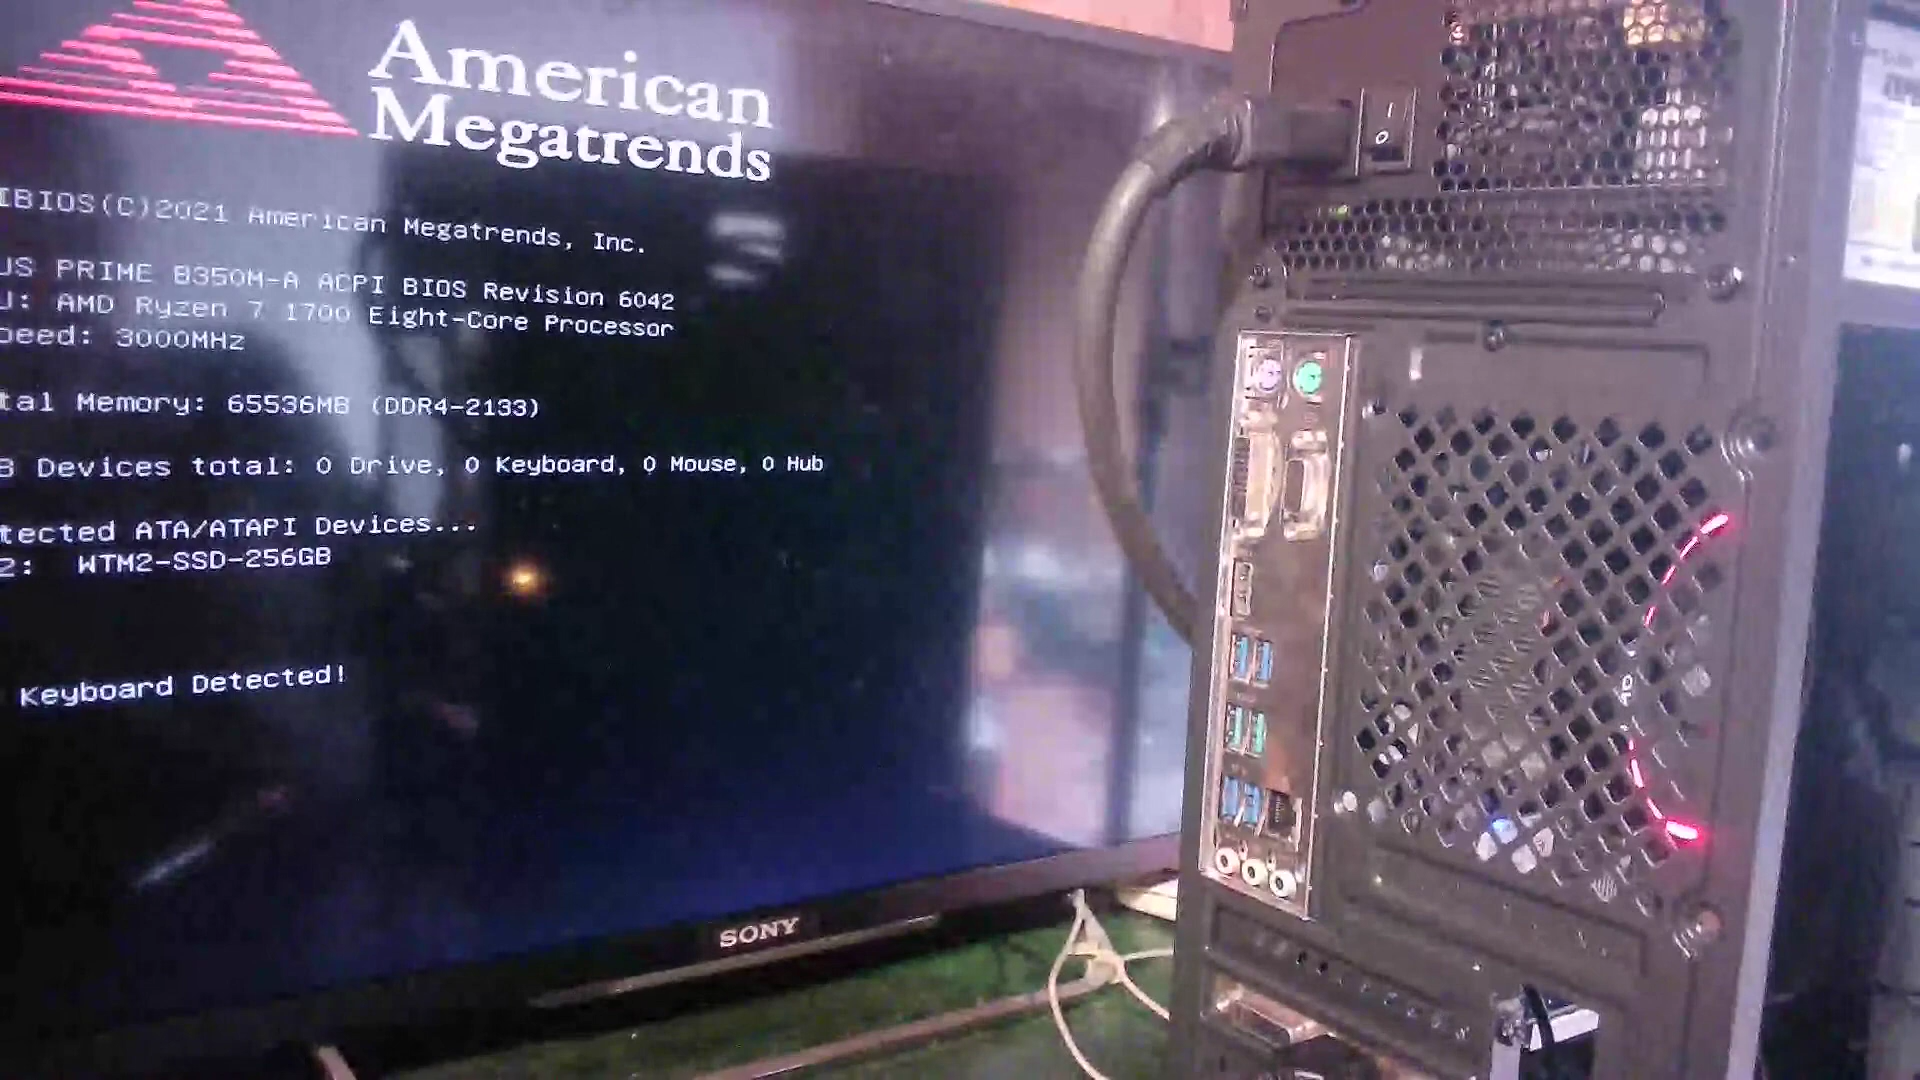 American
Megatrends
IBIOS(C)2021 American Megatrends, Inc.
US PRIME B350M-A ACPI BIOS Revision 6042
U: AMD Ryzen 7 1700 Eight-Core Processor
peed: 3000MHz
tal Memory: 65536MB (DDR4-2133)
B Devices total: 0 Drive, 0 Keyboard, 0 Mouse, 0 Hub
tected ATA/ATAPI Devices...
2: WTM2-SSD-256GB
Keyboard Detected!
SONY